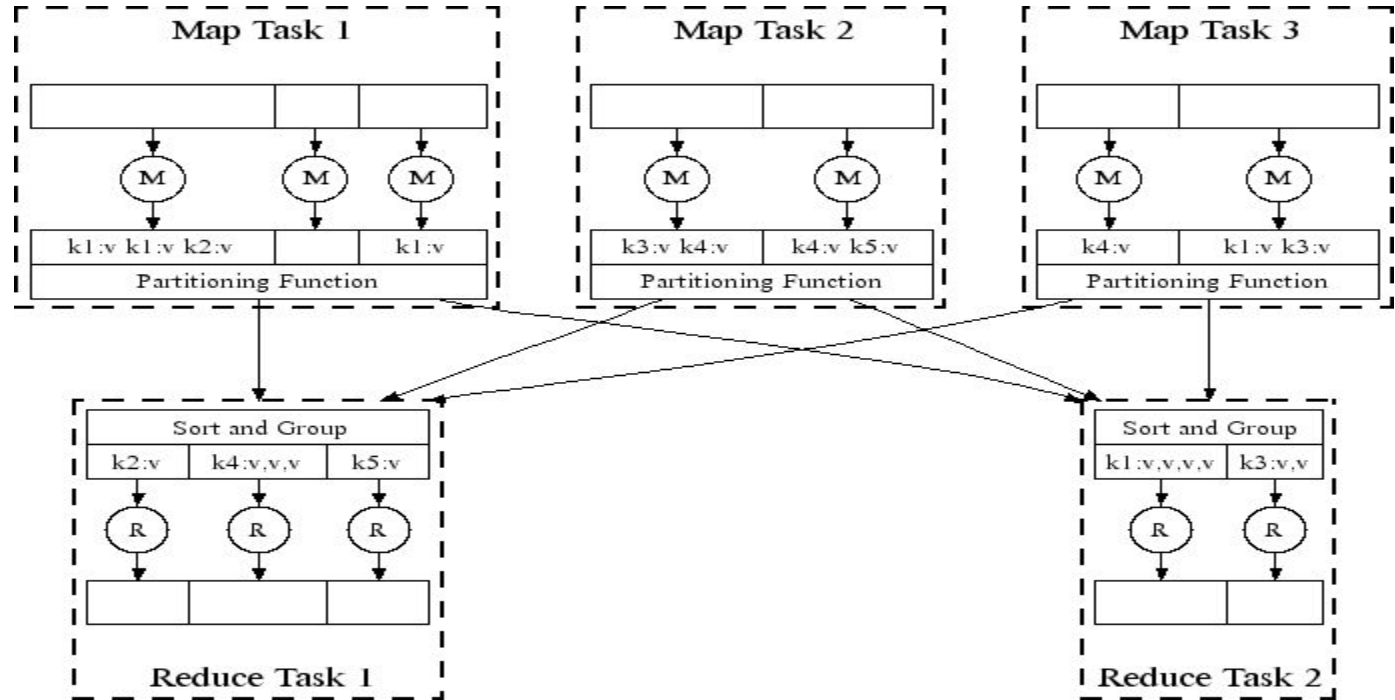 Map Task 1
Map Task 2
Map Task 3
M
M
M
M
M
M
M
k1:v k1:v k2:v
k1:v
k3:v k4:v
k4:v k5:v
k4:v
k1:v k3:v
Partitioning Function
Partitioning Function
Partitioning Function
Sort and Group
Sort and Group
k2:v
k4:v,v,v
k5:v
k1:v,v,v,v
k3:v,v
R
R
R
R
R
Reduce Task 1
Reduce Task 2